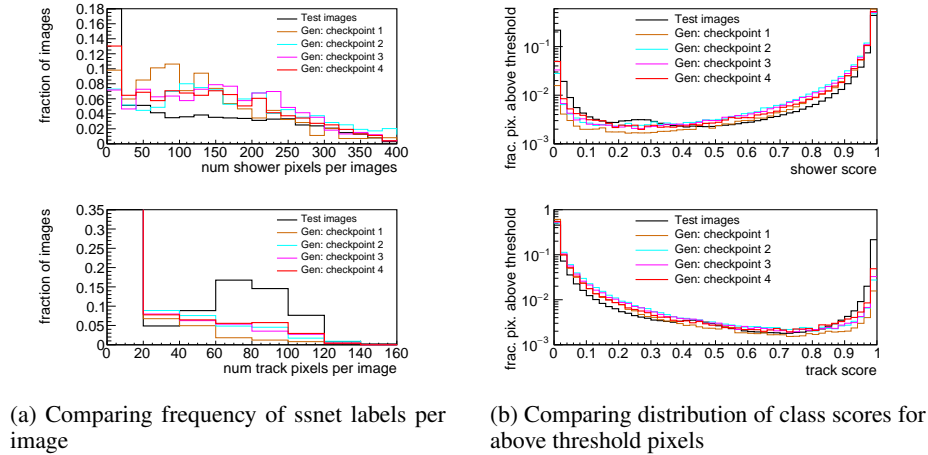 0.18
0.16
0.14
0.12
0.1
0.08
0.06
0.04
0.02
0
fraction of images
Test images
Gen: checkpoint 1
Gen: checkpoint 2
Gen: checkpoint 3
Gen: checkpoint 4
0 50 100 150 200 250 300 350 400
num shower pixels per images
10⁻¹
10⁻²
10⁻³
frac. pix. above threshold
Test images
Gen: checkpoint 1
Gen: checkpoint 2
Gen: checkpoint 3
Gen: checkpoint 4
0 0.1 0.2 0.3 0.4 0.5 0.6 0.7 0.8 0.9 1
shower score
0.35
0.3
0.25
0.2
0.15
0.1
0.05
0
fraction of images
Test images
Gen: checkpoint 1
Gen: checkpoint 2
Gen: checkpoint 3
Gen: checkpoint 4
0 20 40 60 80 100 120 140 160
num track pixels per image
1
10⁻¹
10⁻²
10⁻³
frac. pix. above threshold
Test images
Gen: checkpoint 1
Gen: checkpoint 2
Gen: checkpoint 3
Gen: checkpoint 4
0 0.1 0.2 0.3 0.4 0.5 0.6 0.7 0.8 0.9 1
track score
(a) Comparing frequency of ssnet labels per
image
(b) Comparing distribution of class scores for
above threshold pixels